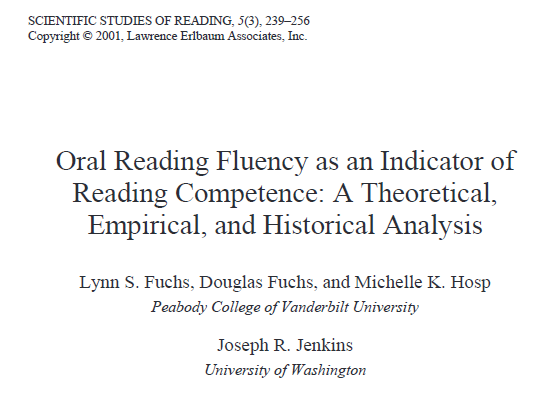 SCIENTIFIC STUDIES OF READING, 5(3), 239–256
Copyright © 2001, Lawrence Erlbaum Associates, Inc.
Oral Reading Fluency as an Indicator of
Reading Competence: A Theoretical,
Empirical, and Historical Analysis
Lynn S. Fuchs, Douglas Fuchs, and Michelle K. Hosp
Peabody College of Vanderbilt University
Joseph R. Jenkins
University of Washington